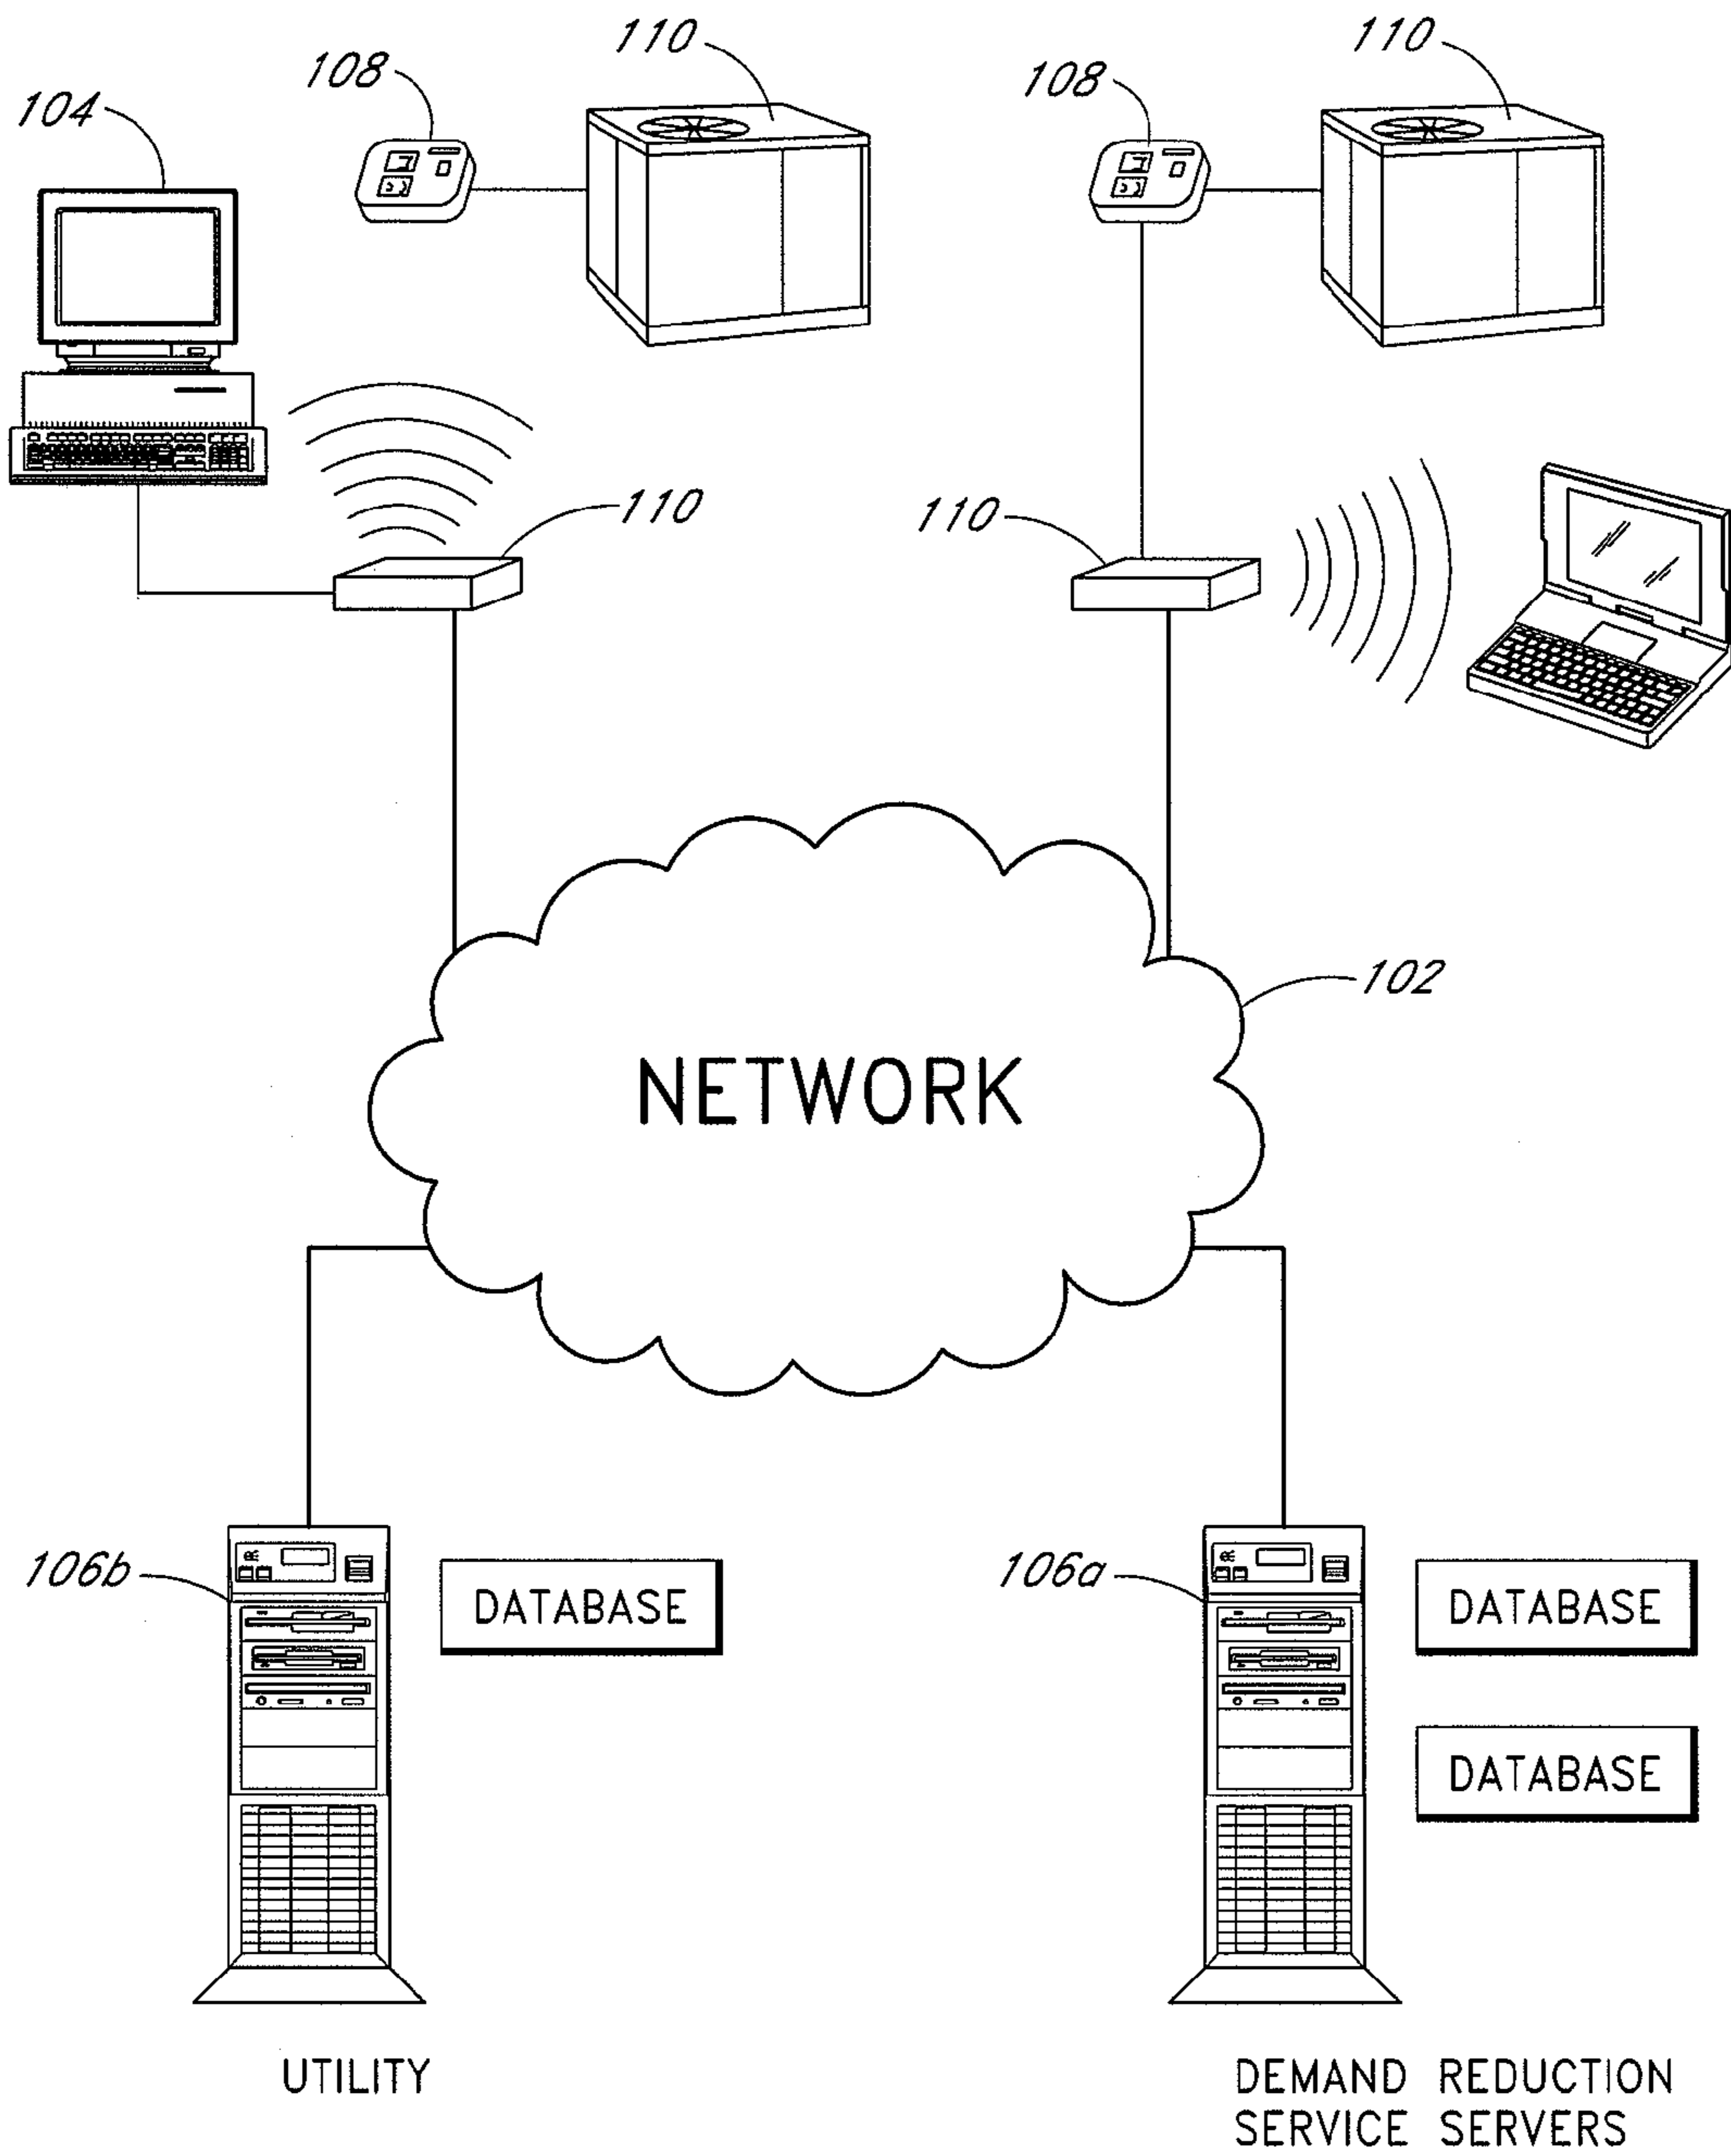 110
110
108
108
104
110
110
102
NETWORK
106b
DATABASE
106a
DATABASE
DATABASE
UTILITY
DEMAND REDUCTION
SERVICE SERVERS